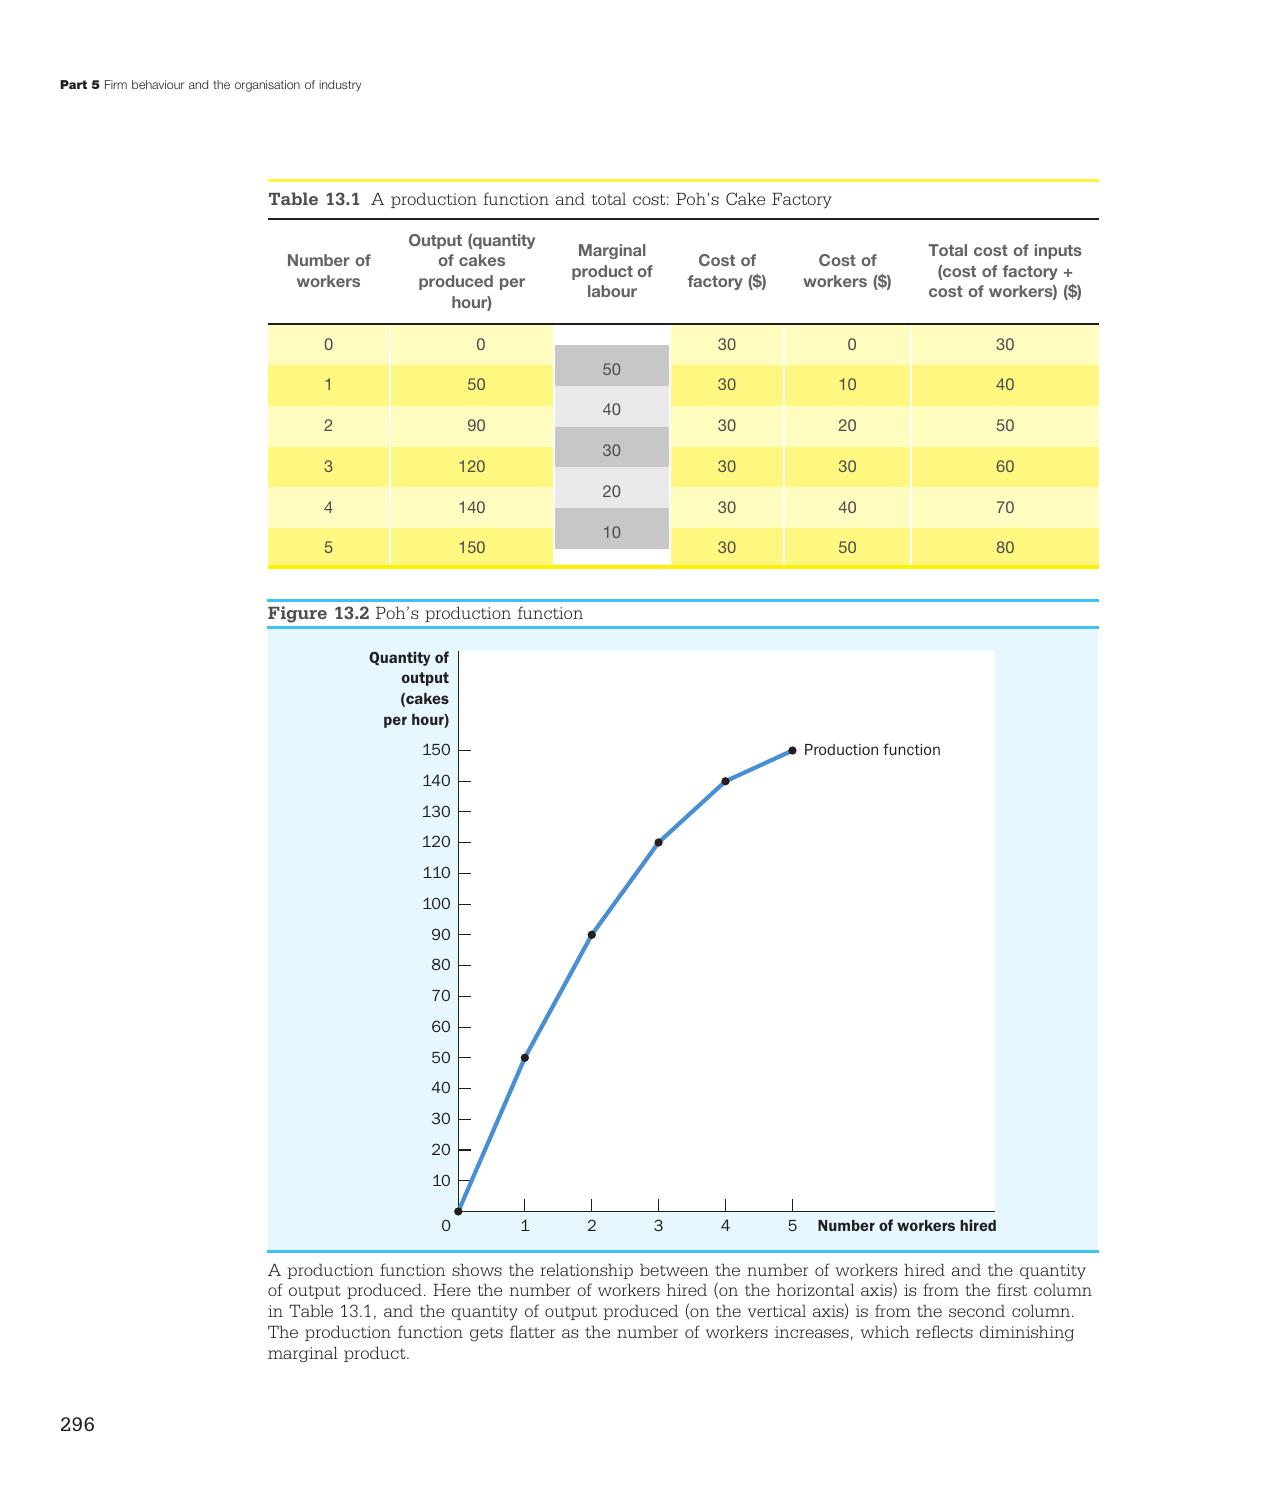 Part 5 Firm behaviour and the organisation of industry
Table 13.1 A production function and total cost: Poh's Cake Factory
Number of workers Output (quantity of cakes produced per hour) Marginal product of labour Cost of factory ($) Cost of workers ($) Total cost of inputs (cost of factory + cost of workers) ($)
0 0 30 0 30
50
1 50 30 10 40
40
2 90 30 20 50
30
3 120 30 30 60
20
4 140 30 40 70
10
5 150 30 50 80
Figure 13.2 Poh's production function
Quantity of
output
(cakes
per hour)
150 Production function
140
130
120
110
100
90
80
70
60
50
40
30
20
10
0 1 2 3 4 5 Number of workers hired
A production function shows the relationship between the number of workers hired and the quantity
of output produced. Here the number of workers hired (on the horizontal axis) is from the first column
in Table 13.1, and the quantity of output produced (on the vertical axis) is from the second column.
The production function gets flatter as the number of workers increases, which reflects diminishing
marginal product.
296